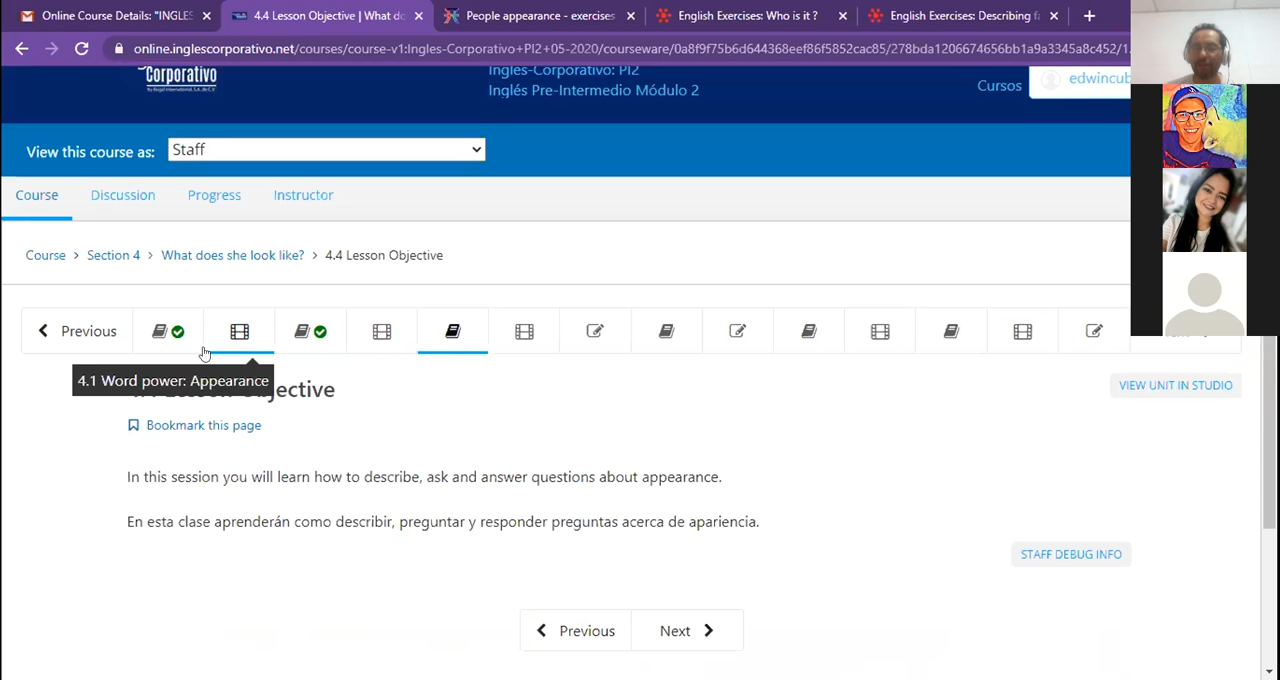 Online Course Details: "INGLES
4.4 Lesson Objective | What do
People appearance - exercises
English Exercises: Who is it ?
English Exercises: Describing fa
online.inglescorporativo.net/courses/course-v1:Ingles-Corporativo+PI2+05-2020/courseware/0a8f9f75b6d644368eef86f5852cac85/278bda1206674656bb1a9a3345a8c452/1
Corporativo
Ingles-Corporativo: PI2
Inglés Pre-Intermedio Módulo 2
Cursos
edwincub
View this course as:
Staff
Course
Discussion
Progress
Instructor
Course > Section 4 > What does she look like? > 4.4 Lesson Objective
Previous
4.1 Word power: Appearance
jective
VIEW UNIT IN STUDIO
Bookmark this page
In this session you will learn how to describe, ask and answer questions about appearance.
En esta clase aprenderán como describir, preguntar y responder preguntas acerca de apariencia.
STAFF DEBUG INFO
Previous
Next